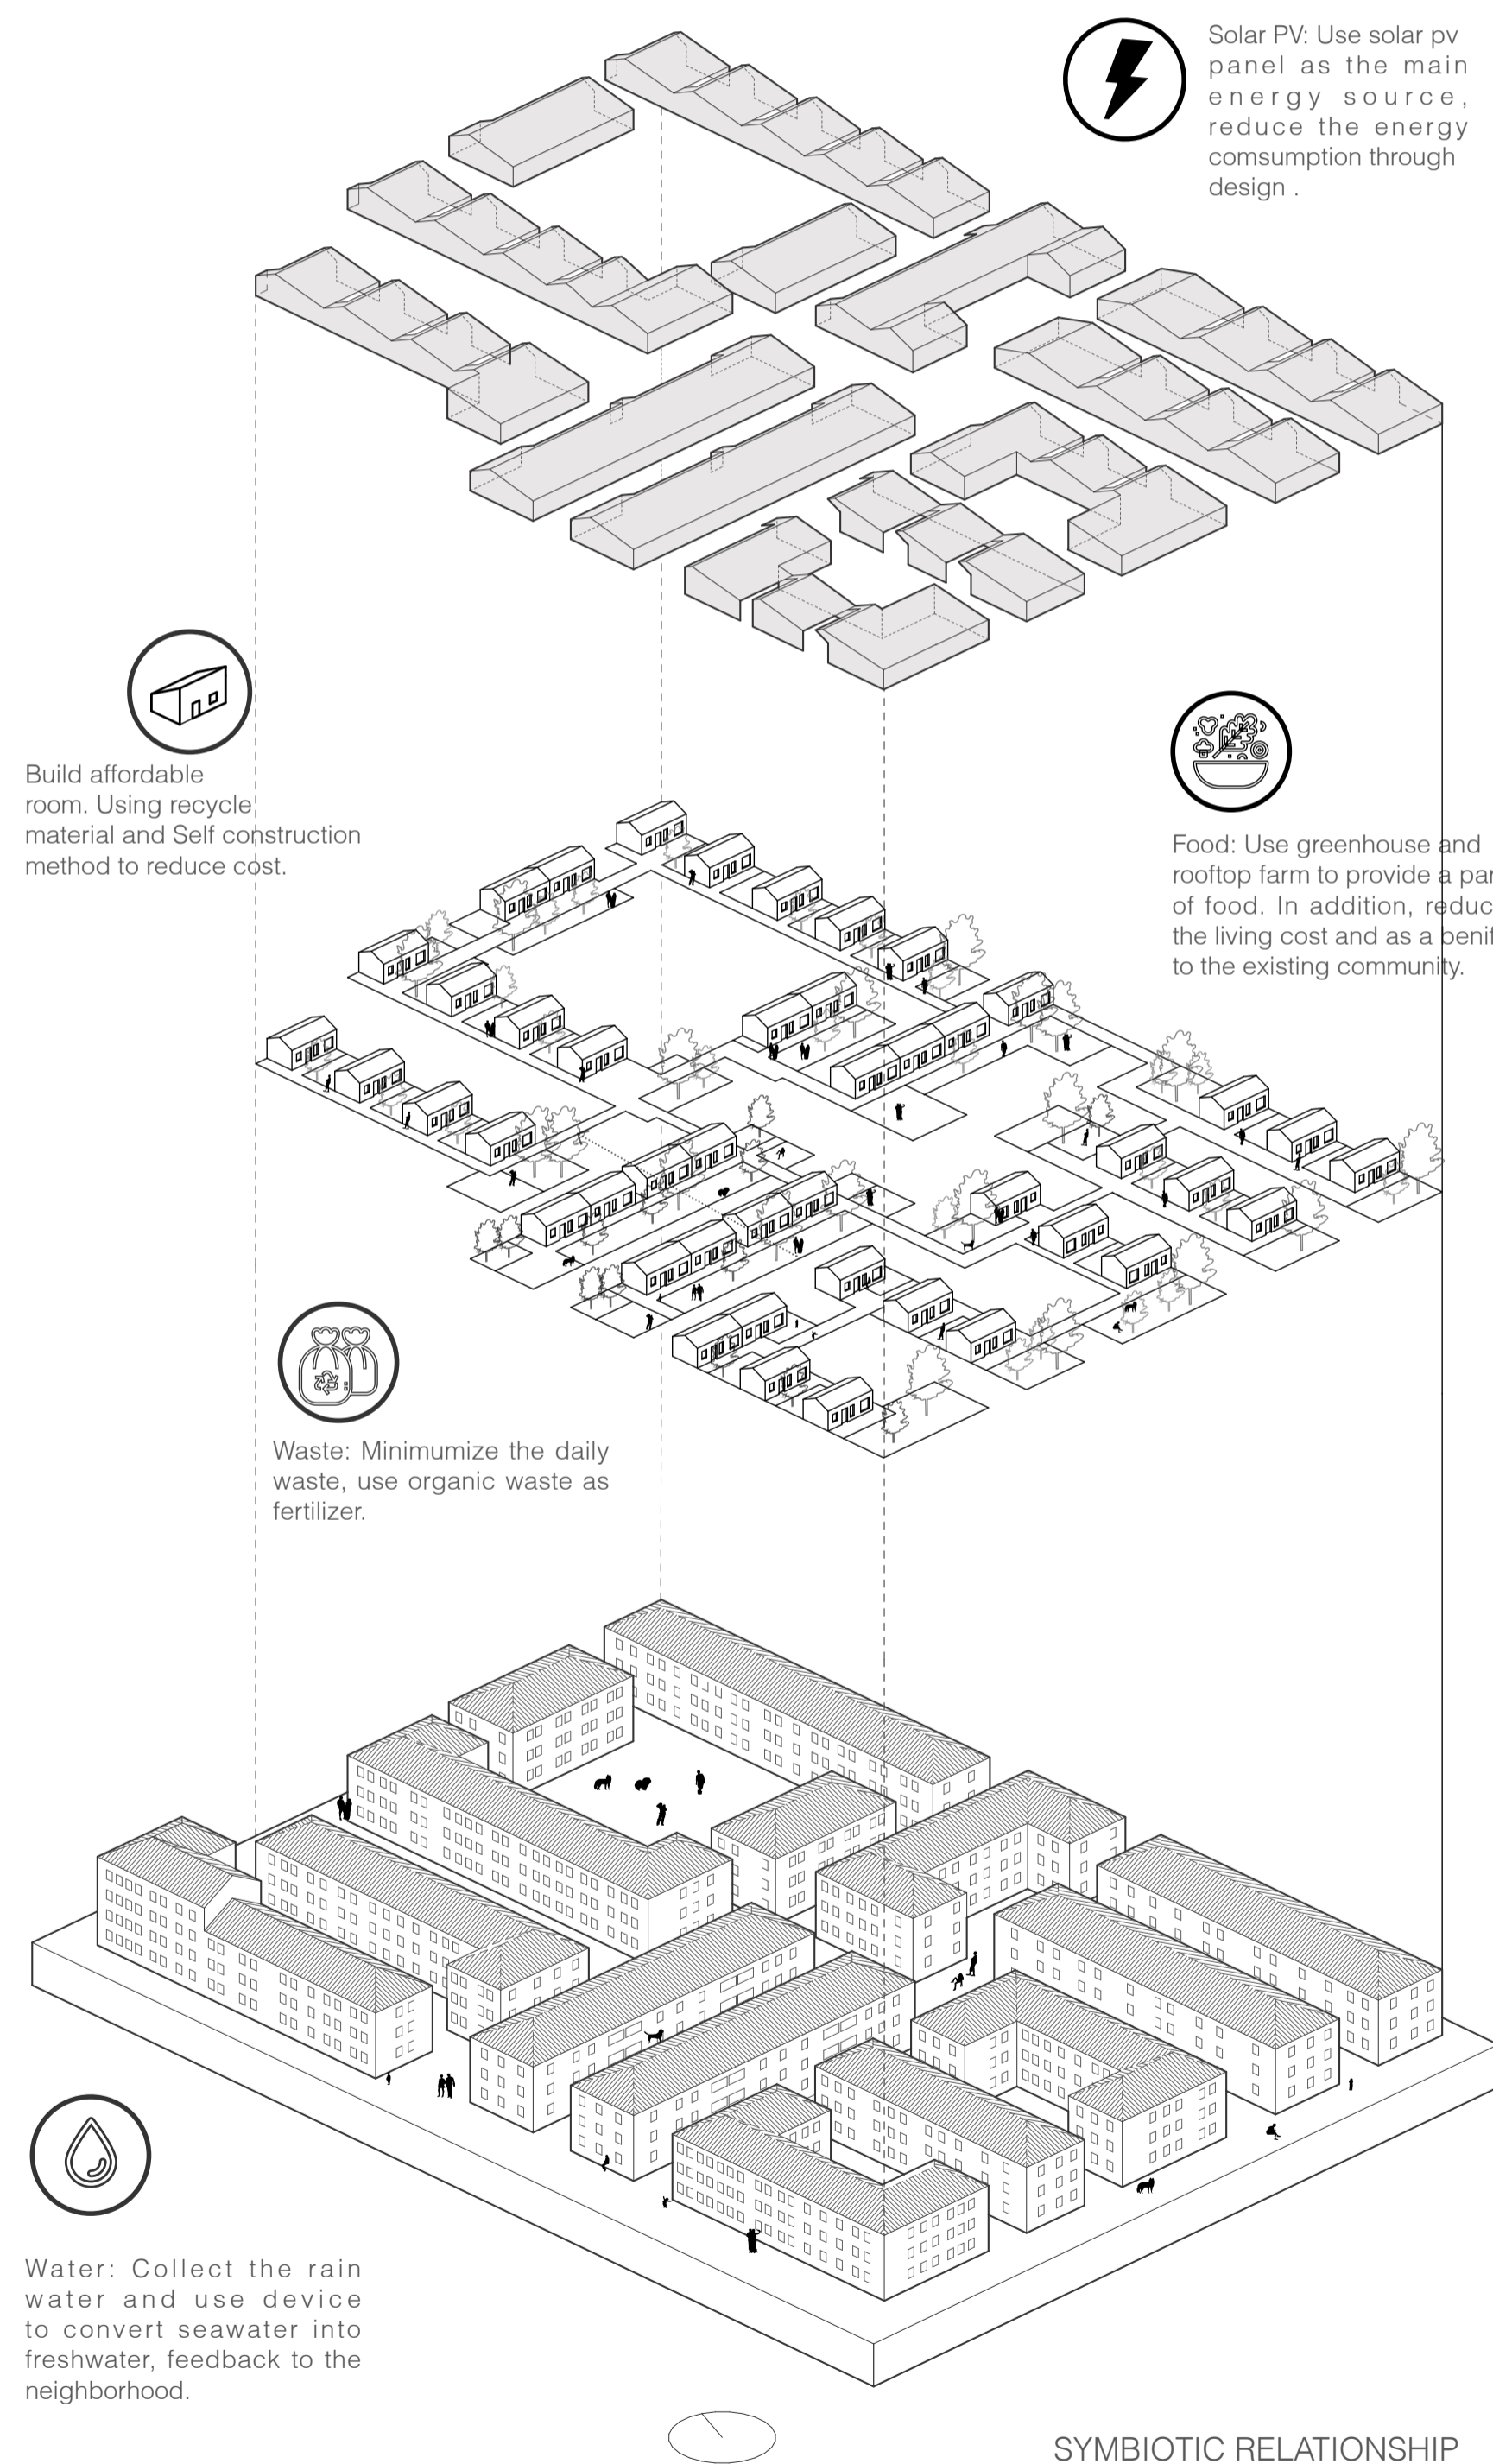 Solar PV: Use solar pv
panel as the main
energy source,
reduce the energy
comsumption through
design .
Build affordable
room. Using recycle
material and Self construction
method to reduce cost.
Food: Use greenhouse and
rooftop farm to provide a par
of food. In addition, reduc
the living cost and as a benif
to the existing community.
Waste: Minimumize the daily
waste, use organic waste as
fertilizer.
Water: Collect the rain
water and use device
to convert seawater into
freshwater, feedback to the
neighborhood.
SYMBIOTIC RELATIONSHIP